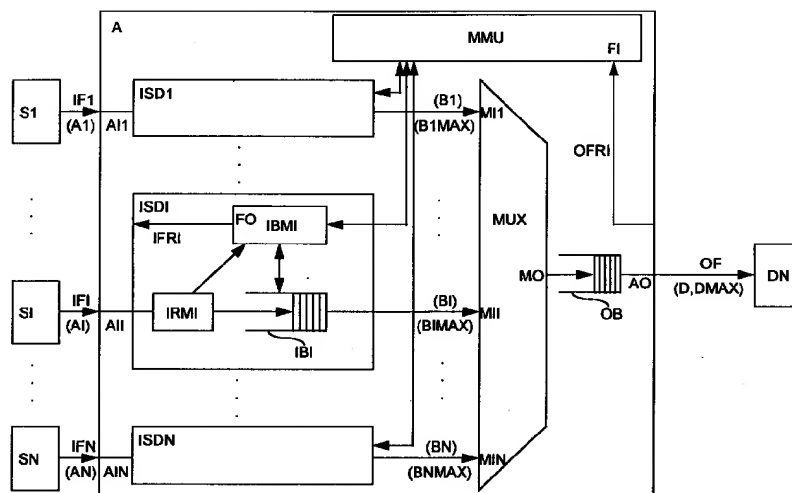 A
MMU
FI
S1
IF1
(A1)
AI1
ISD1
(B1)
(B1MAX)
MI1
OFRI
ISDI
FO
IBMI
IFRI
MUX
SI
IFI
(AI)
AII
IRMI
IBI
(BI)
(BIMAX)
MII
MO
OB
AO
OF
(D,DMAX)
DN
SN
IFN
(AN)
AIN
ISDN
(BN)
(BNMAX)
MIN